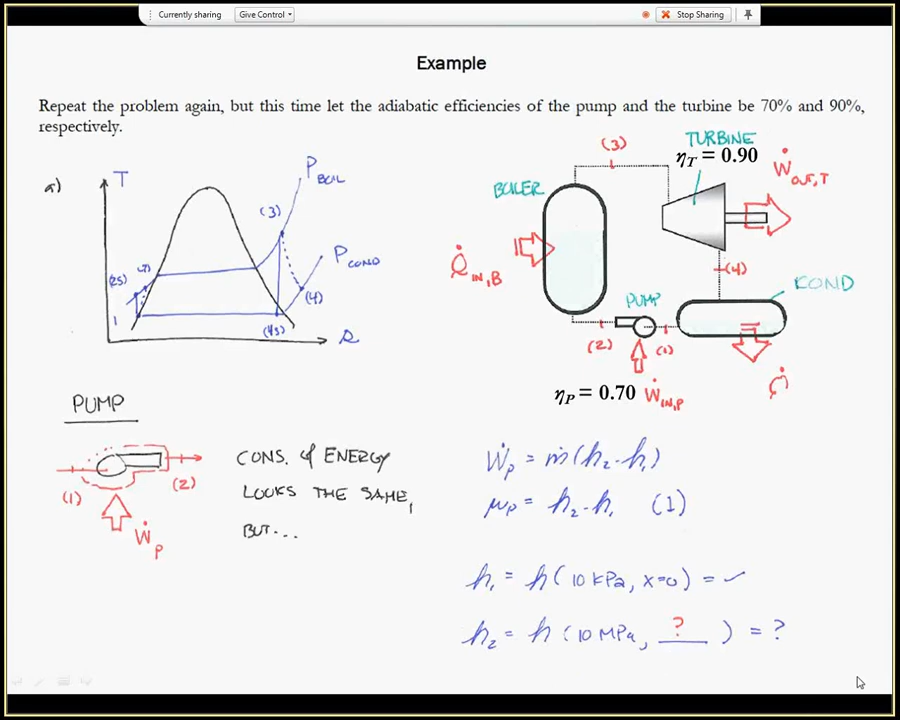 Currently sharing
Give Control
Stop Sharing
Example
Repeat the problem again, but this time let the adiabatic efficiencies of the pump and the turbine be 70% and 90%,
respectively.
a)
T
P BOIL
(3)
P COND
(2s)
(2)
(4)
1
(4s)
TURBINE
(3)
ηT = 0.90
Ẇ OUT,T
BOILER
Q̇ IN,B
(4)
KOND
PUMP
(2)
(1)
ηP = 0.70
Ẇ IN,P
PUMP
(1)
(2)
Ẇ P
CONS. of ENERGY
LOOKS THE SAME,
BUT...
Ẇp = ṁ(h2-h1)
wp = h2-h1 (1)
h1 = h(10 kPa, x=0) = ✓
h2 = h(10 MPa, ? ) = ?